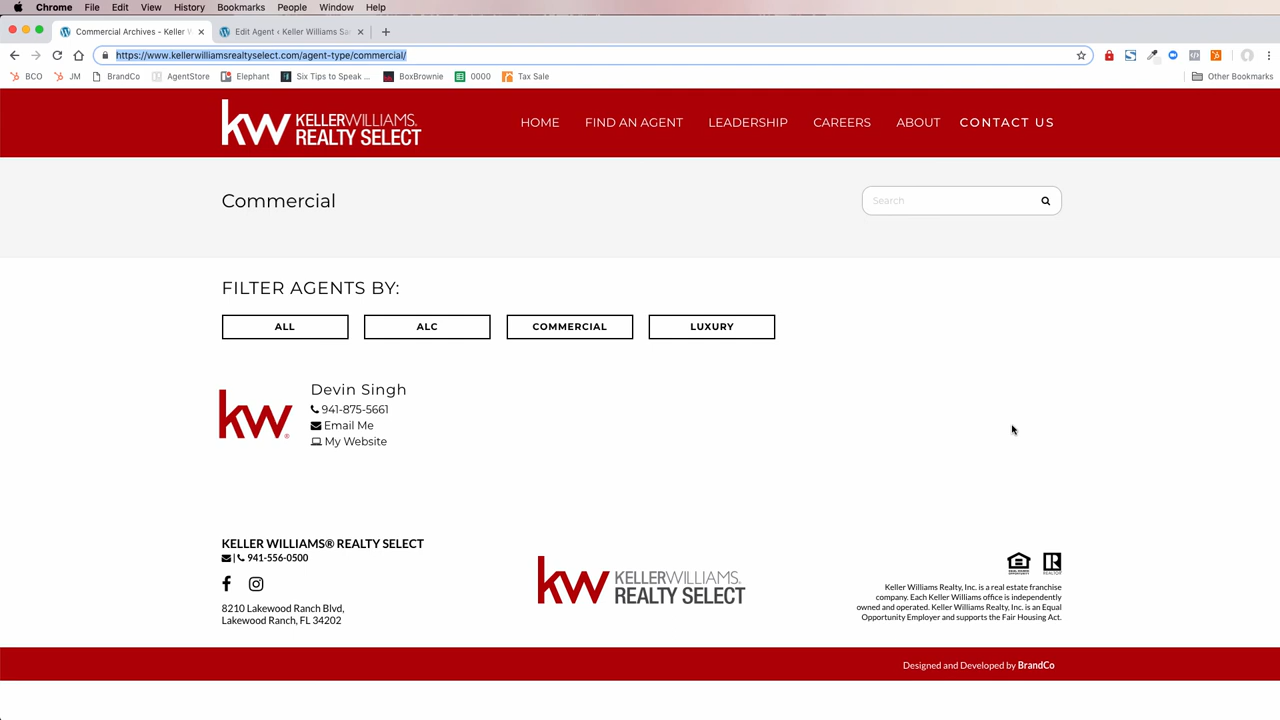 Chrome File Edit View History Bookmarks People Window Help
Commercial Archives - Keller W
Edit Agent ‹ Keller Williams Sa
https://www.kellerwilliamsrealtyselect.com/agent-type/commercial/
BCO JM BrandCo AgentStore Elephant Six Tips to Speak ... BoxBrownie 0000 Tax Sale Other Bookmarks
kw KELLERWILLIAMS. REALTY SELECT
HOME FIND AN AGENT LEADERSHIP CAREERS ABOUT CONTACT US
Commercial
Search
FILTER AGENTS BY:
ALL ALC COMMERCIAL LUXURY
kw
Devin Singh
941-875-5661
Email Me
My Website
KELLER WILLIAMS® REALTY SELECT
| 941-556-0500
8210 Lakewood Ranch Blvd,
Lakewood Ranch, FL 34202
kw KELLERWILLIAMS. REALTY SELECT
Keller Williams Realty, Inc. is a real estate franchise
company. Each Keller Williams office is independently
owned and operated. Keller Williams Realty, Inc. is an Equal
Opportunity Employer and supports the Fair Housing Act.
Designed and Developed by BrandCo